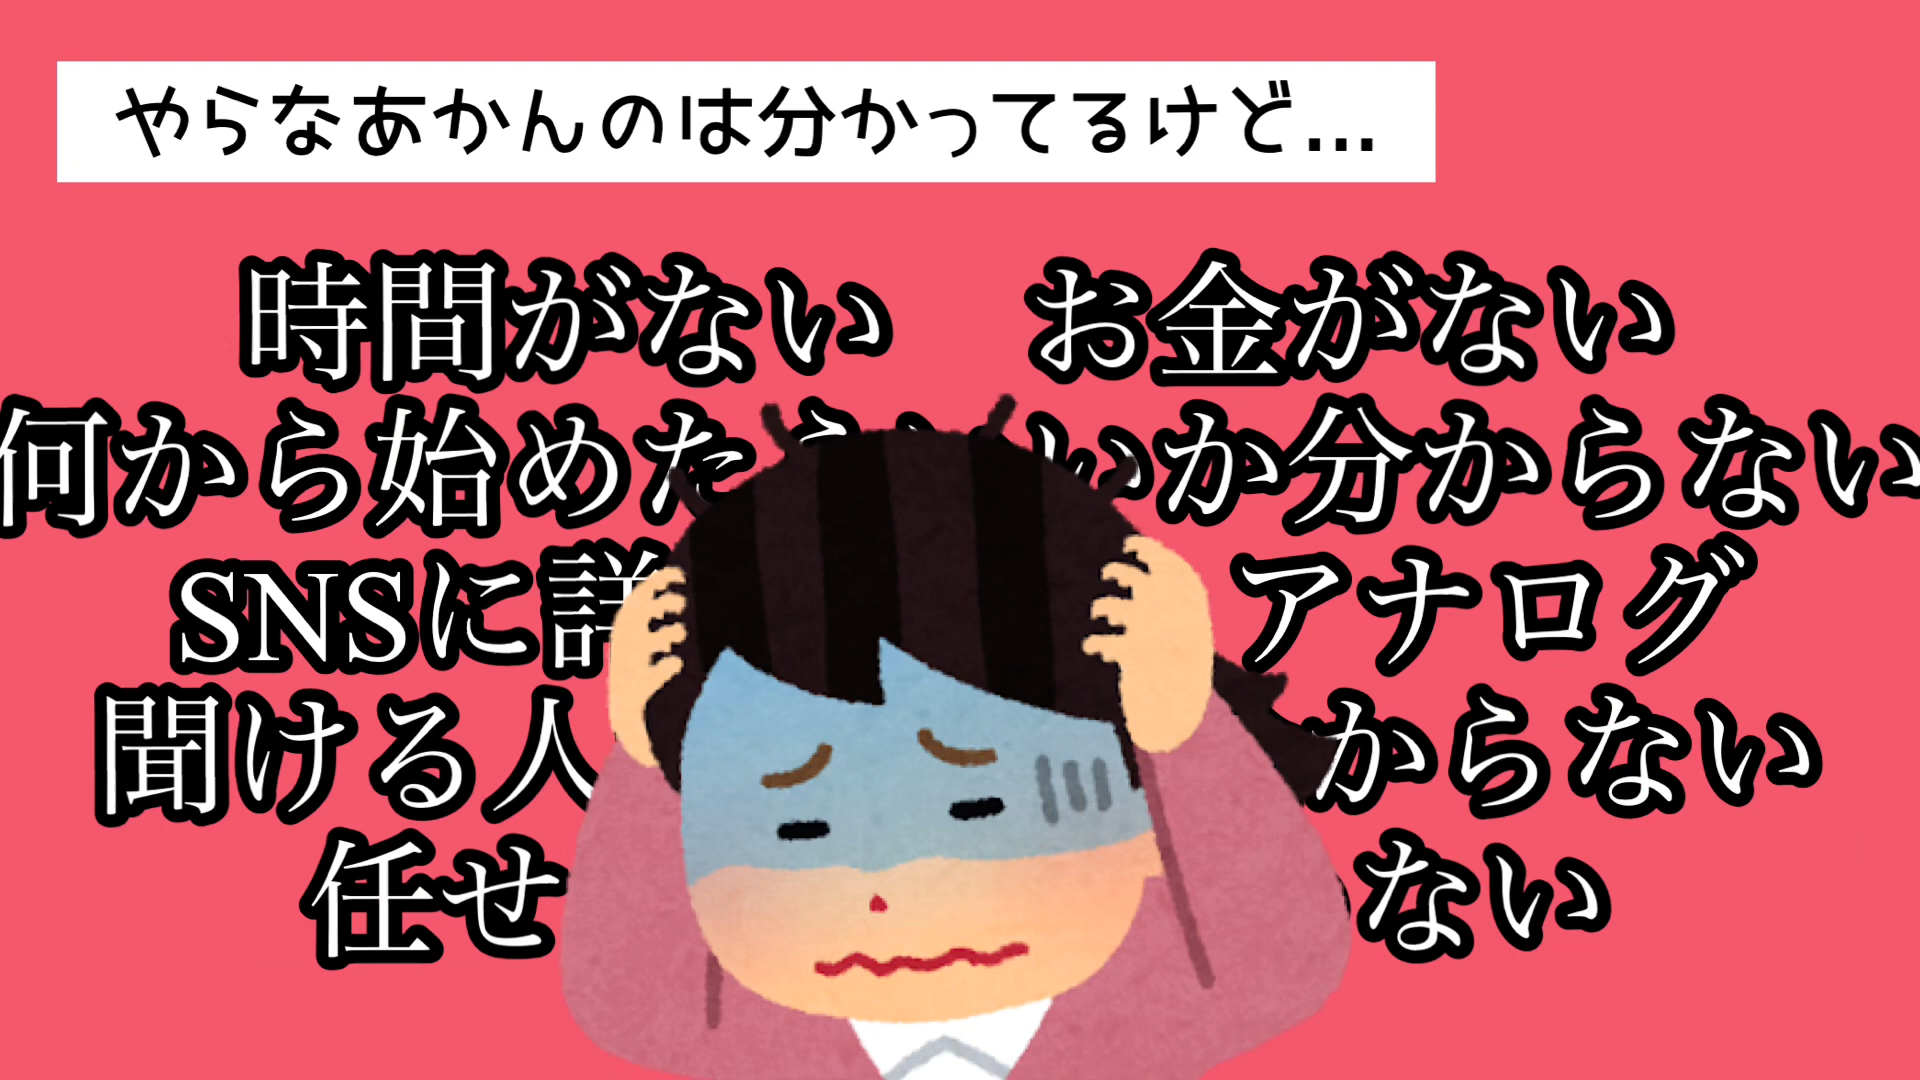 やらなあかんのは分かってるけど...
時間がない　お金がない
何から始めた いか分からない
SNSに詳 アナログ
聞ける人 からない
任せ ない